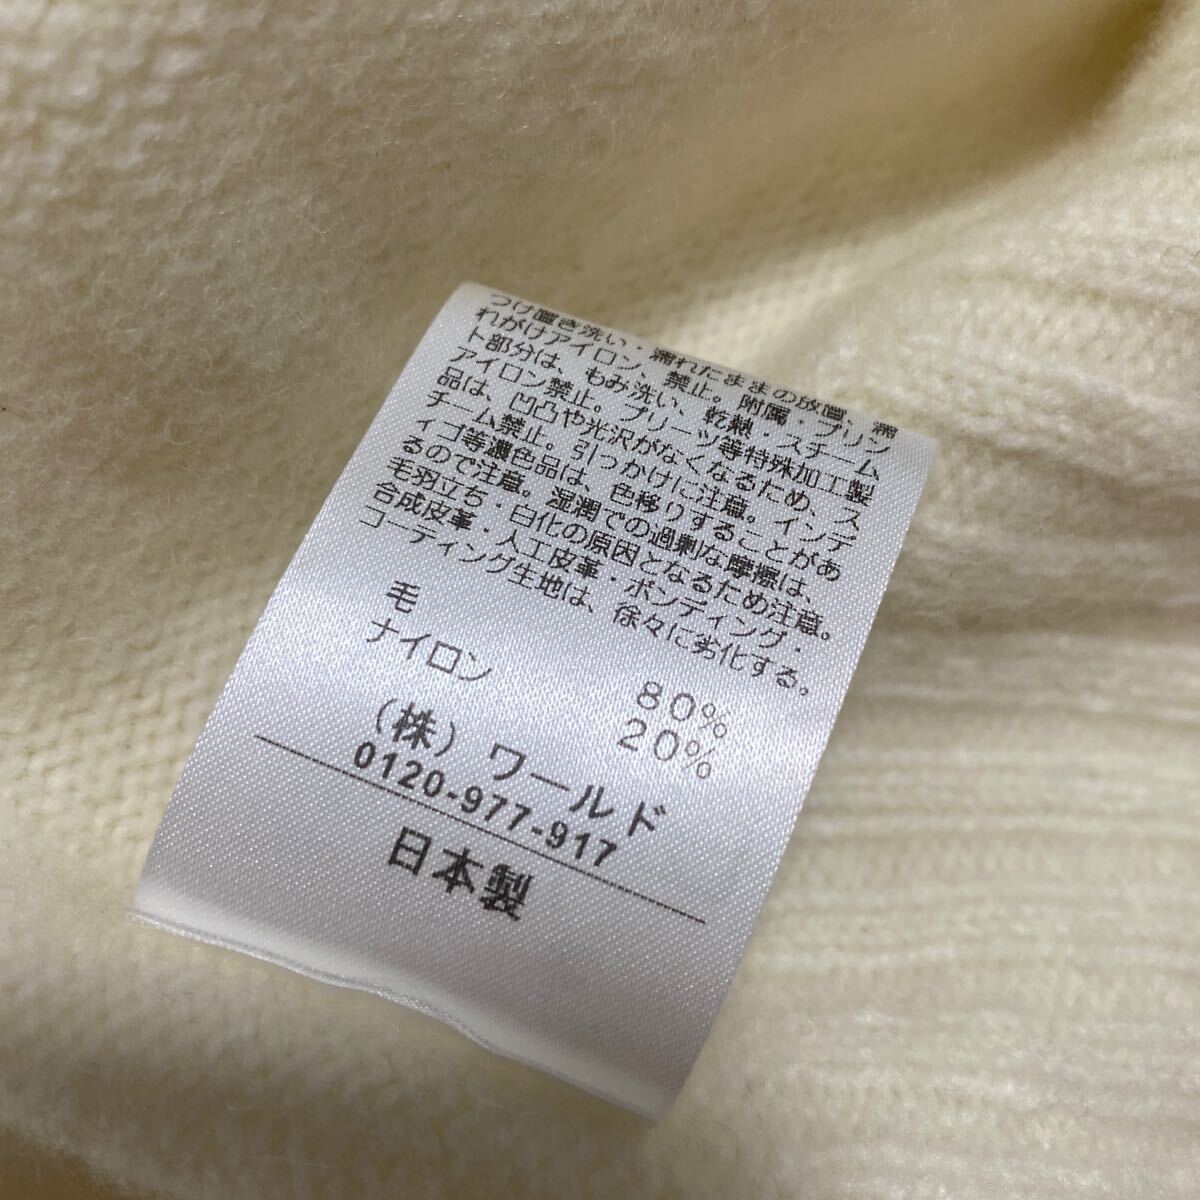 つけ置き洗い・濡れたままの放置、濡
れがけアイロン、禁止。附属・プリン
ト部分は、もみ洗い、乾熱・スチーム
アイロン禁止。プリーツ等特殊加工製
品は、凹凸や光沢がなくなるため、ス
チーム禁止。引っかけに注意。インデ
ィゴ等濃色品は、色移りすることがあ
るので注意。湿潤での過剰な摩擦は、
毛羽立ち・白化の原因となるため注意。
合成皮革・人工皮革・ボンディング・
コーティング生地は、徐々に劣化する。
毛 80%
ナイロン 20%
(株) ワールド
0120-977-917
日本製